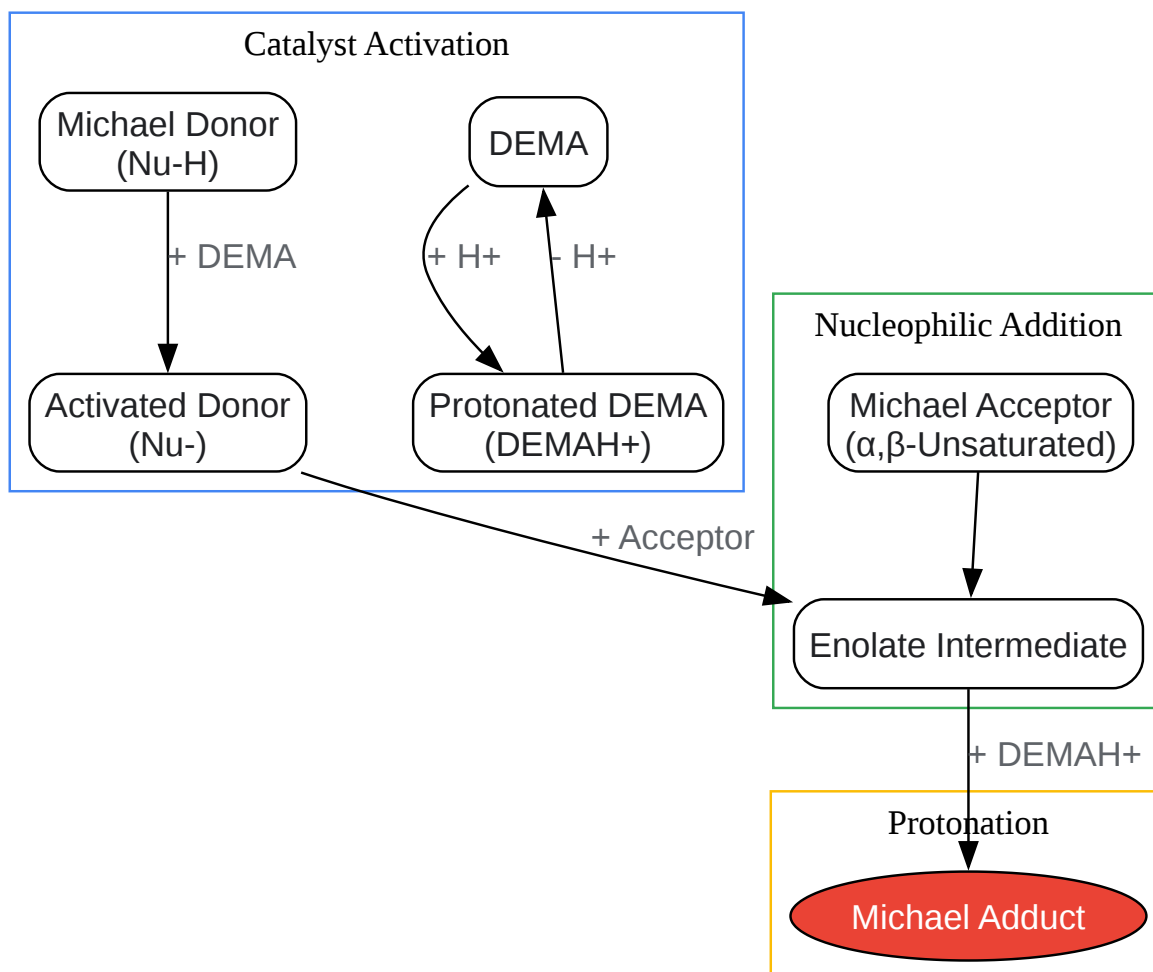 Catalyst Activation
Michael Donor
(Nu-H)
DEMA
+ DEMA
+ H+
- H+
Activated Donor
(Nu-)
Protonated DEMA
(DEMAH+)
Nucleophilic Addition
Michael Acceptor
(α,β-Unsaturated)
+ Acceptor
Enolate Intermediate
+ DEMAH+
Protonation
Michael Adduct